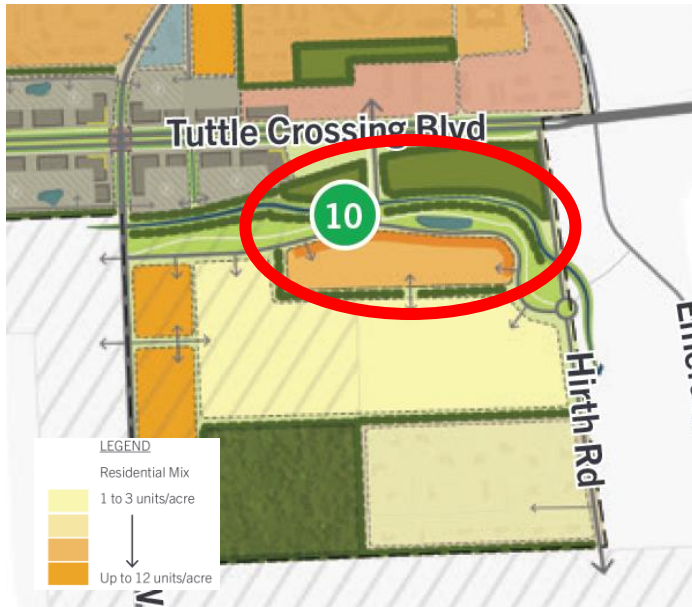 Tuttle Crossing Blvd
10
Hirth Rd
LEGEND
Residential Mix
1 to 3 units/acre
Up to 12 units/acre